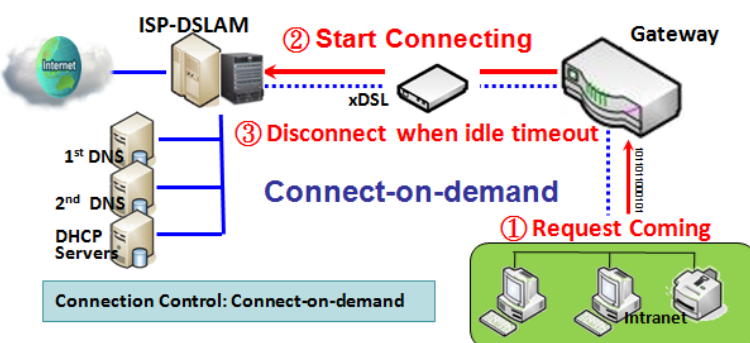 ISP-DSLAM
② Start Connecting
Gateway
Internet
xDSL
③ Disconnect when idle timeout
1st DNS
101101000101
2nd DNS
Connect-on-demand
① Request Coming
DHCP
Servers
Connection Control: Connect-on-demand
Intranet